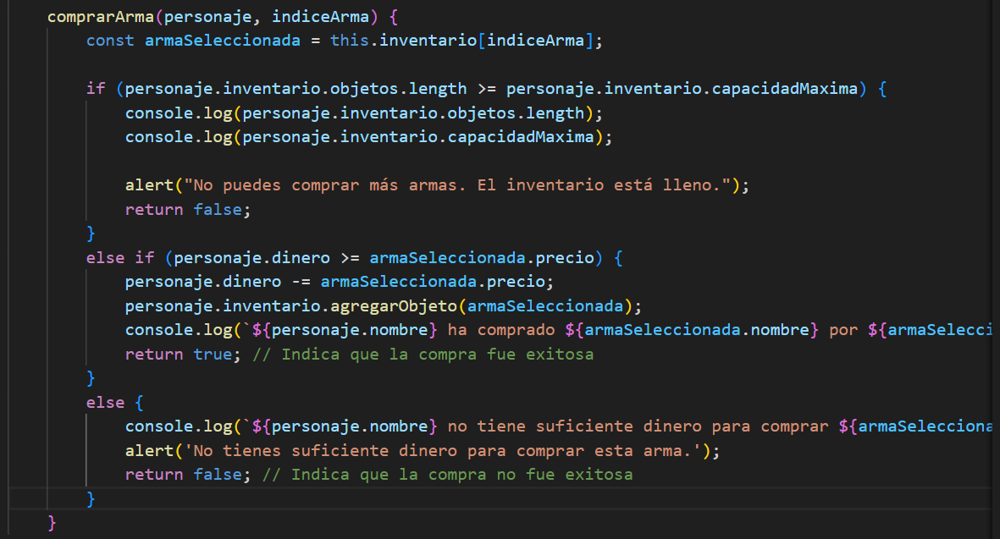 comprarArma(personaje, indiceArma) {
const armaSeleccionada = this.inventario[indiceArma];
if (personaje.inventario.objetos.length >= personaje.inventario.capacidadMaxima) {
console.log(personaje.inventario.objetos.length);
console.log(personaje.inventario.capacidadMaxima);
alert("No puedes comprar más armas. El inventario está lleno.");
return false;
}
else if (personaje.dinero >= armaSeleccionada.precio) {
personaje.dinero -= armaSeleccionada.precio;
personaje.inventario.agregarObjeto(armaSeleccionada);
console.log(`${personaje.nombre} ha comprado ${armaSeleccionada.nombre} por ${armaSelecci
return true; // Indica que la compra fue exitosa
}
else {
console.log(`${personaje.nombre} no tiene suficiente dinero para comprar ${armaSelecciona
alert('No tienes suficiente dinero para comprar esta arma.');
return false; // Indica que la compra no fue exitosa
}
}